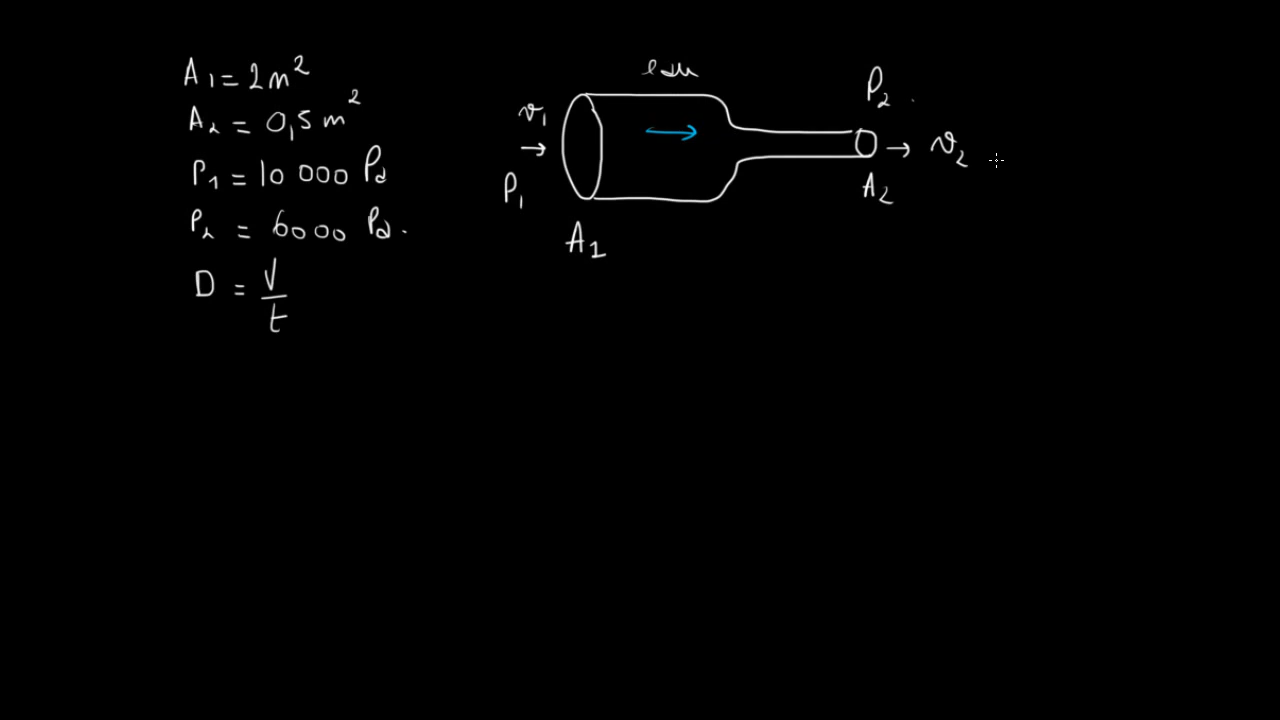 A₁ = 2m²
A₂ = 0,5 m²
P₁ = 10 000 Pa
P₂ = 6000 Pa.
D = V/t
eau
v₁
P₁
A₁
P₂
v₂
A₂